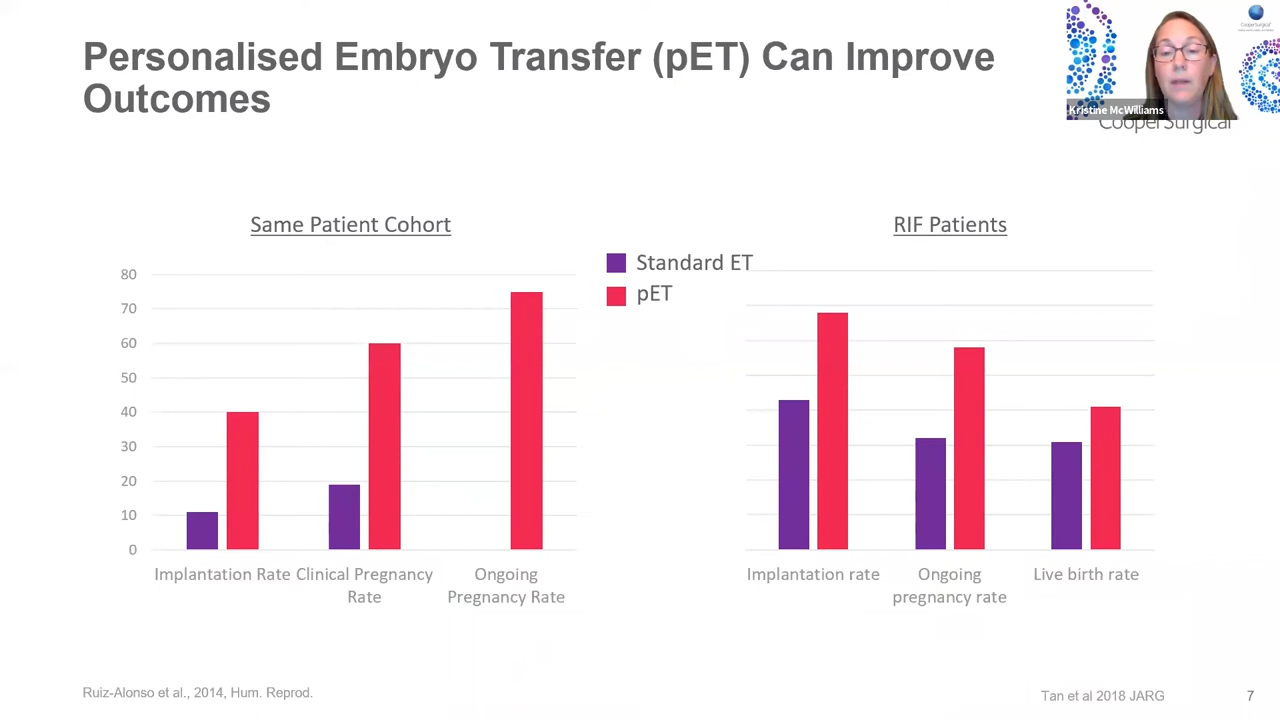 Personalised Embryo Transfer (pET) Can Improve
Outcomes
CooperSurgical
Kristine McWilliams
CooperSurgical
Same Patient Cohort
RIF Patients
Standard ET
pET
80
70
60
50
40
30
20
10
0
Implantation Rate
Clinical Pregnancy
Rate
Ongoing
Pregnancy Rate
Implantation rate
Ongoing
pregnancy rate
Live birth rate
Ruiz-Alonso et al., 2014, Hum. Reprod.
Tan et al 2018 JARG
7